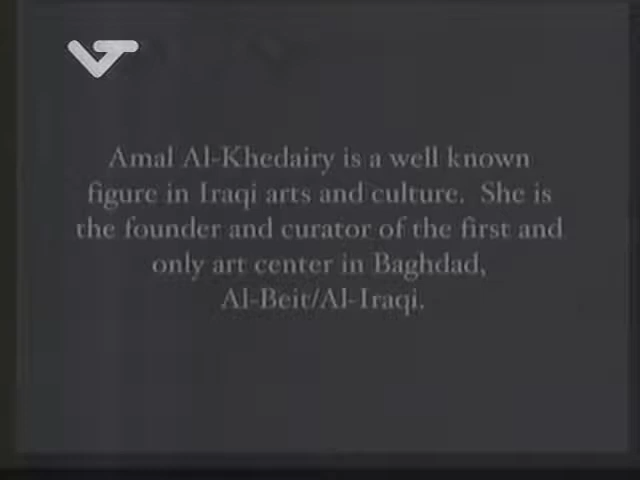 Amal Al-Khedairy is a well known
figure in Iraqi arts and culture.  She is
the founder and curator of the first and
only art center in Baghdad,
Al-Beit/Al-Iraqi.